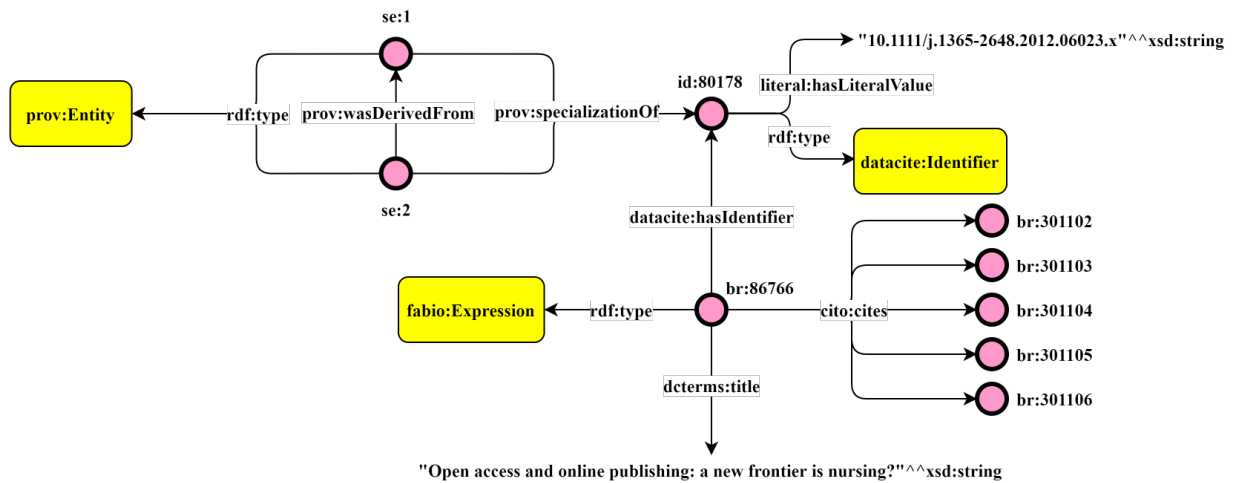 se:1
"10.1111/j.1365-2648.2012.06023.x"^^xsd:string
id:80178
literal:hasLiteralValue
prov:Entity
rdf:type
prov:wasDerivedFrom
prov:specializationOf
rdf:type
datacite:Identifier
se:2
datacite:hasIdentifier
br:301102
br:301103
br:86766
fabio:Expression
rdf:type
cito:cites
br:301104
br:301105
dcterms:title
br:301106
"Open access and online publishing: a new frontier is nursing?"^^xsd:string